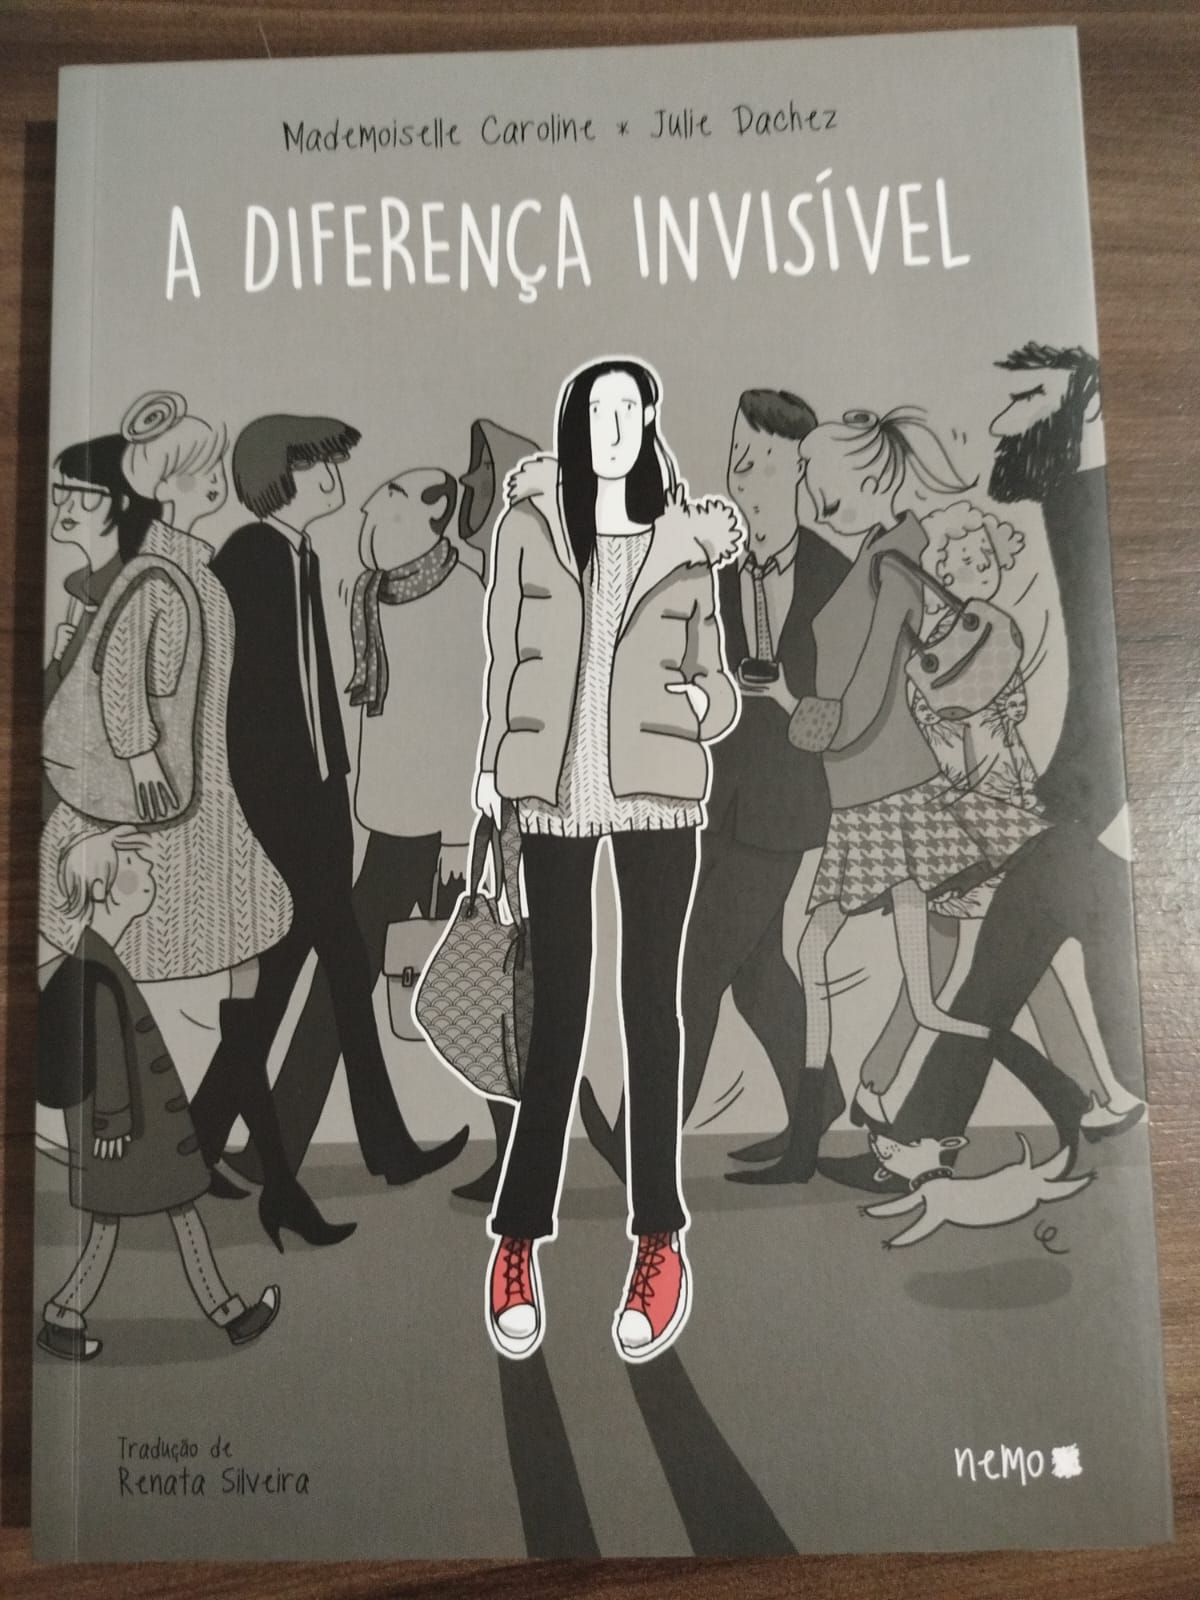 Mademoiselle Caroline * Julie Dachez
A DIFERENÇA INVISÍVEL
Tradução de
Renata Silveira
nemo